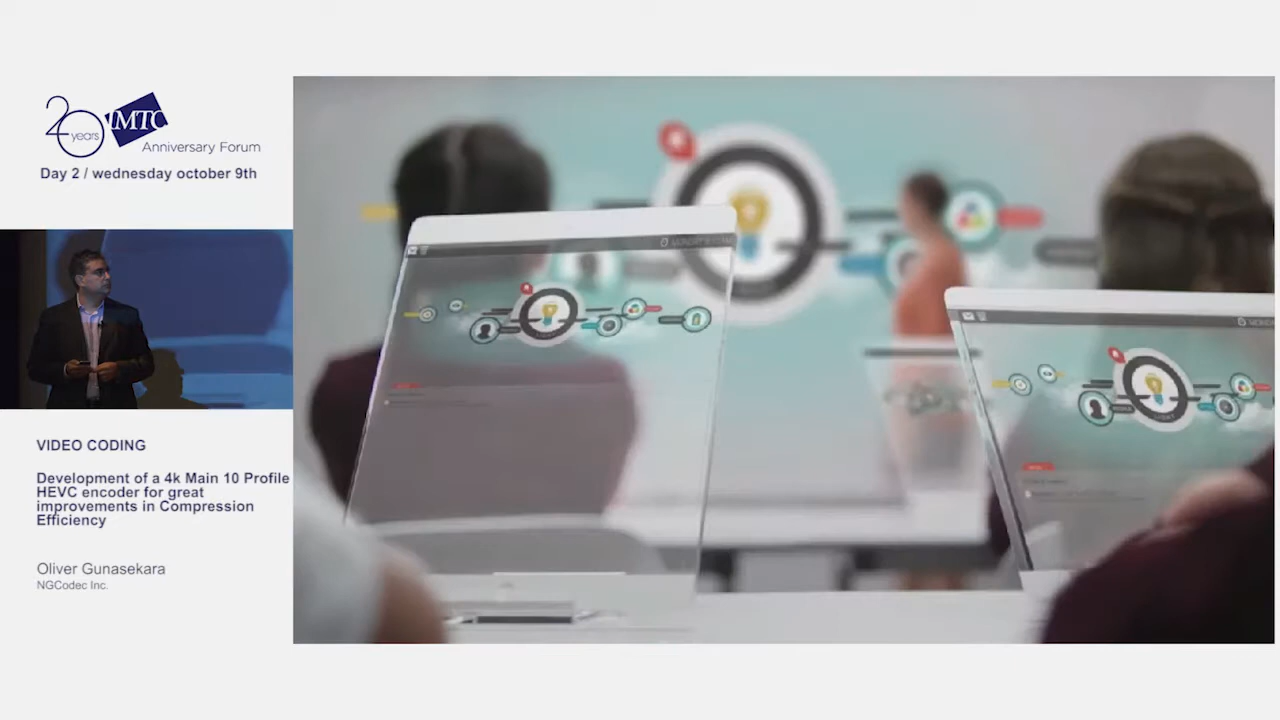 20
years
IMTC
Anniversary Forum
Day 2 / wednesday october 9th
VIDEO CODING
Development of a 4k Main 10 Profile
HEVC encoder for great
improvements in Compression
Efficiency
Oliver Gunasekara
NGCodec Inc.